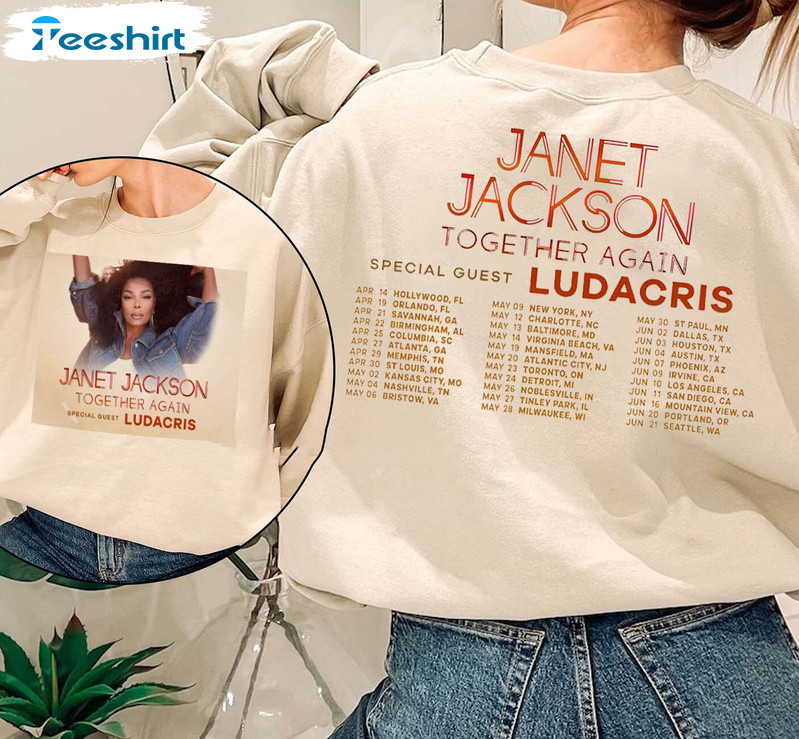 Teeshirt
JANET JACKSON
TOGETHER AGAIN
SPECIAL GUEST LUDACRIS
JANET
JACKSON
TOGETHER AGAIN
SPECIAL GUEST LUDACRIS
APR 14 HOLLYWOOD, FL
APR 19 ORLANDO, FL
APR 21 SAVANNAH, GA
APR 22 BIRMINGHAM, AL
APR 25 COLUMBIA, SC
APR 27 ATLANTA, GA
APR 29 MEMPHIS, TN
APR 30 ST LOUIS, MO
MAY 02 KANSAS CITY, MO
MAY 04 NASHVILLE, TN
MAY 06 BRISTOW, VA
MAY 09 NEW YORK, NY
MAY 12 CHARLOTTE, NC
MAY 13 BALTIMORE, MD
MAY 14 VIRGINIA BEACH, VA
MAY 19 MANSFIELD, MA
MAY 20 ATLANTIC CITY, NJ
MAY 23 TORONTO, ON
MAY 24 DETROIT, MI
MAY 26 NOBLESVILLE, IN
MAY 27 TINLEY PARK, IL
MAY 28 MILWAUKEE, WI
MAY 30 ST PAUL, MN
JUN 02 DALLAS, TX
JUN 03 HOUSTON, TX
JUN 04 AUSTIN, TX
JUN 07 PHOENIX, AZ
JUN 09 IRVINE, CA
JUN 10 LOS ANGELES, CA
JUN 11 SAN DIEGO, CA
JUN 16 MOUNTAIN VIEW, CA
JUN 20 PORTLAND, OR
JUN 21 SEATTLE, WA